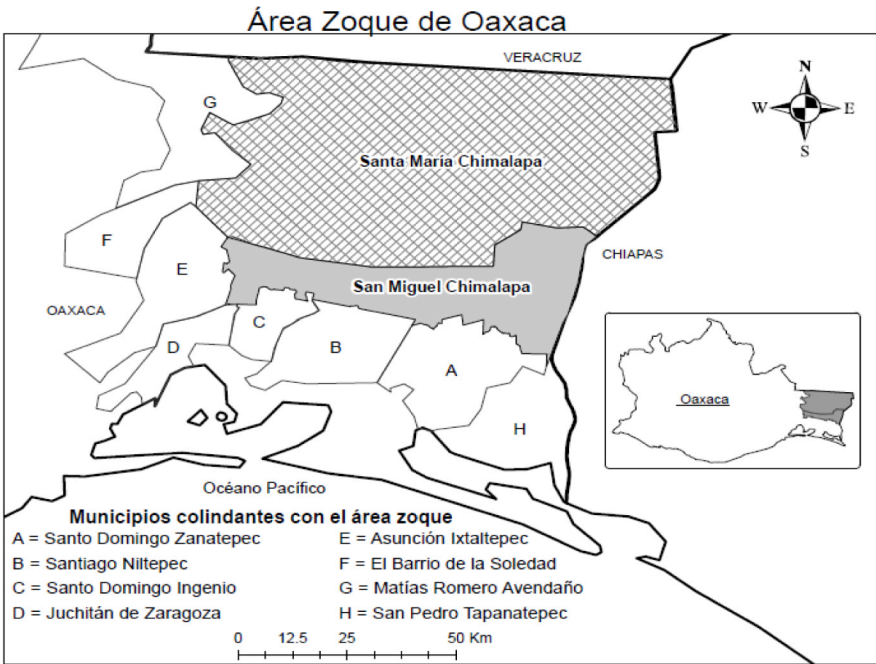 Área Zoque de Oaxaca
VERACRUZ
N
W E
S
G
Santa María Chimalapa
F
E
CHIAPAS
San Miguel Chimalapa
OAXACA
C
D
B
A
H
Oaxaca
Océano Pacífico
Municipios colindantes con el área zoque
A = Santo Domingo Zanatepec
B = Santiago Niltepec
C = Santo Domingo Ingenio
D = Juchitán de Zaragoza
E = Asunción Ixtaltepec
F = El Barrio de la Soledad
G = Matías Romero Avendaño
H = San Pedro Tapanatepec
0 12.5 25 50 Km